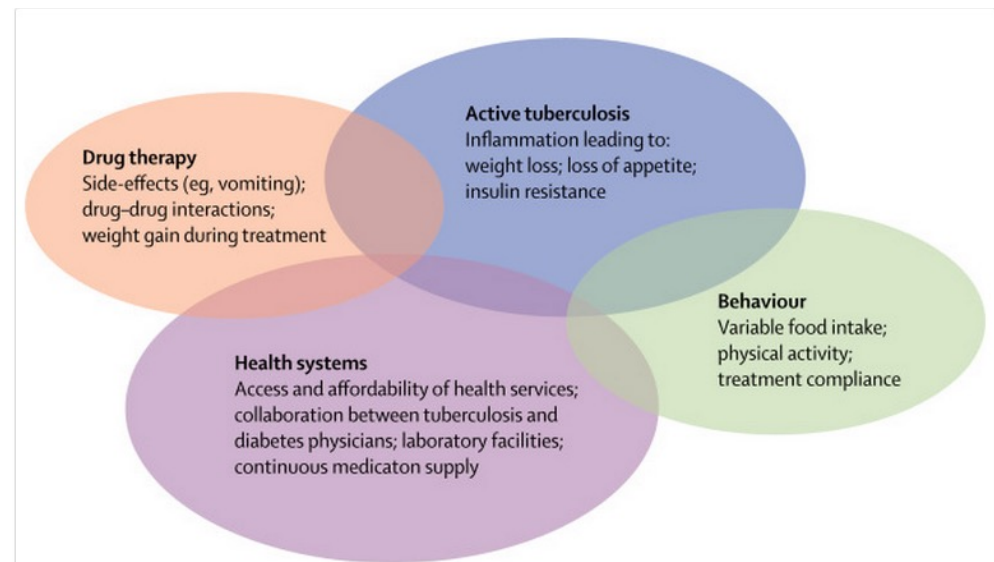 Active tuberculosis
Inflammation leading to:
weight loss; loss of appetite;
insulin resistance
Drug therapy
Side-effects (eg, vomiting);
drug–drug interactions;
weight gain during treatment
Behaviour
Variable food intake;
physical activity;
treatment compliance
Health systems
Access and affordability of health services;
collaboration between tuberculosis and
diabetes physicians; laboratory facilities;
continuous medicaton supply